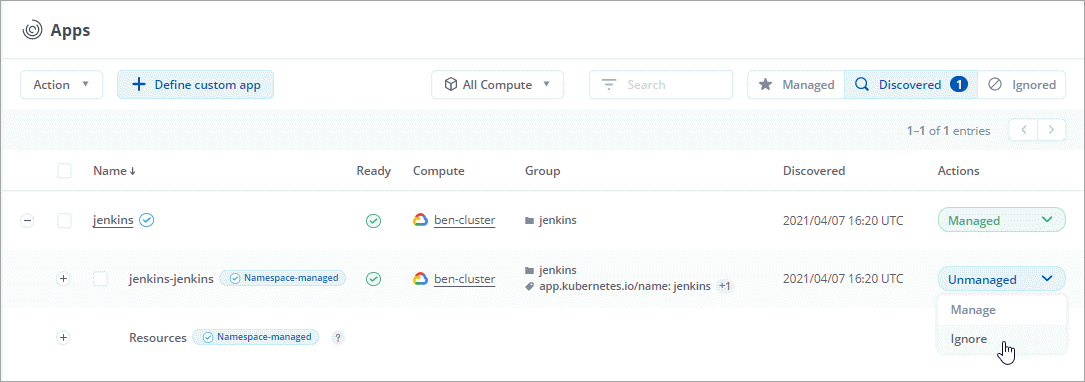 Apps
Action
Define custom app
All Compute
Search
Managed
Discovered 1
Ignored
1–1 of 1 entries
Name Ready Compute Group Discovered Actions
jenkins ben-cluster jenkins 2021/04/07 16:20 UTC Managed
jenkins-jenkins Namespace-managed ben-cluster jenkins 2021/04/07 16:20 UTC Unmanaged
app.kubernetes.io/name: jenkins +1
Manage
Resources Namespace-managed ?
Ignore